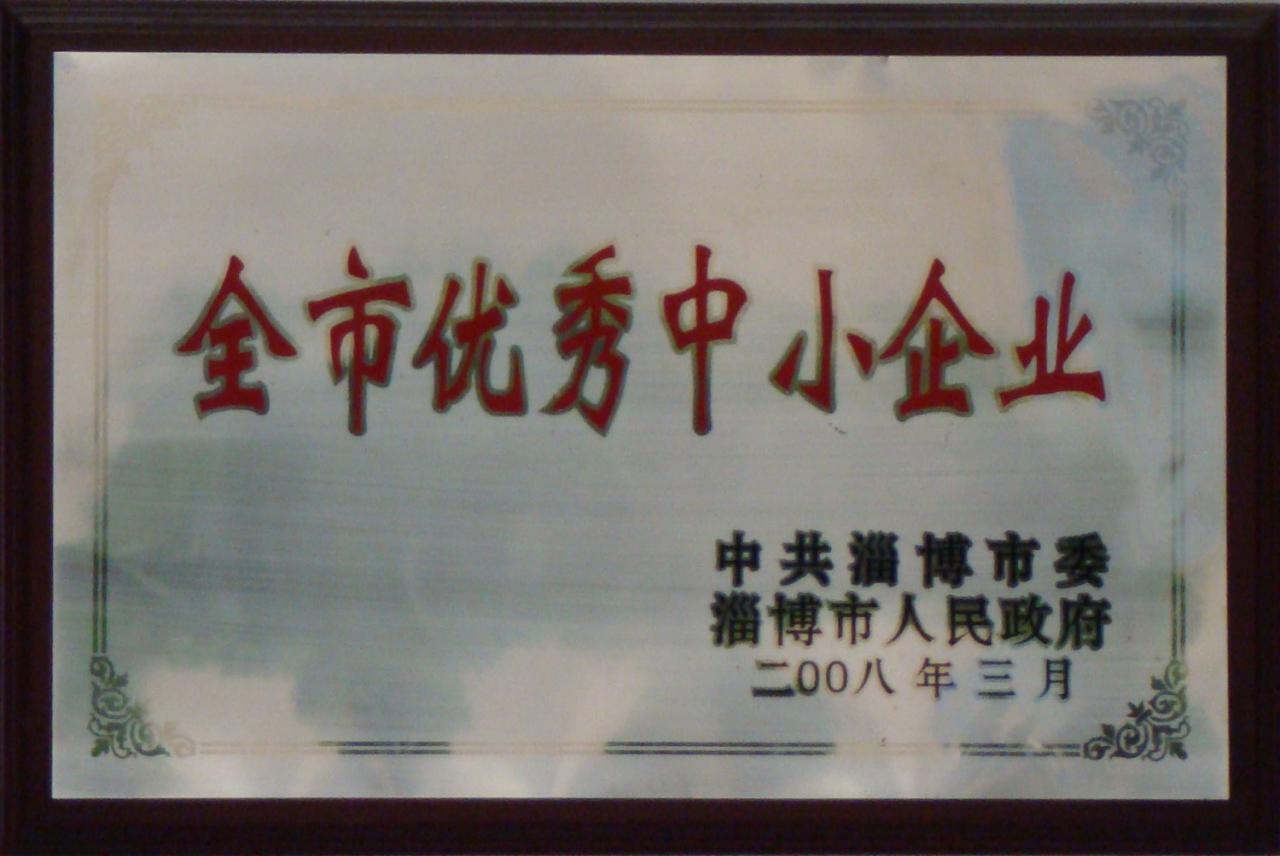 全市优秀中小企业
中共淄博市委
淄博市人民政府
二00八年三月